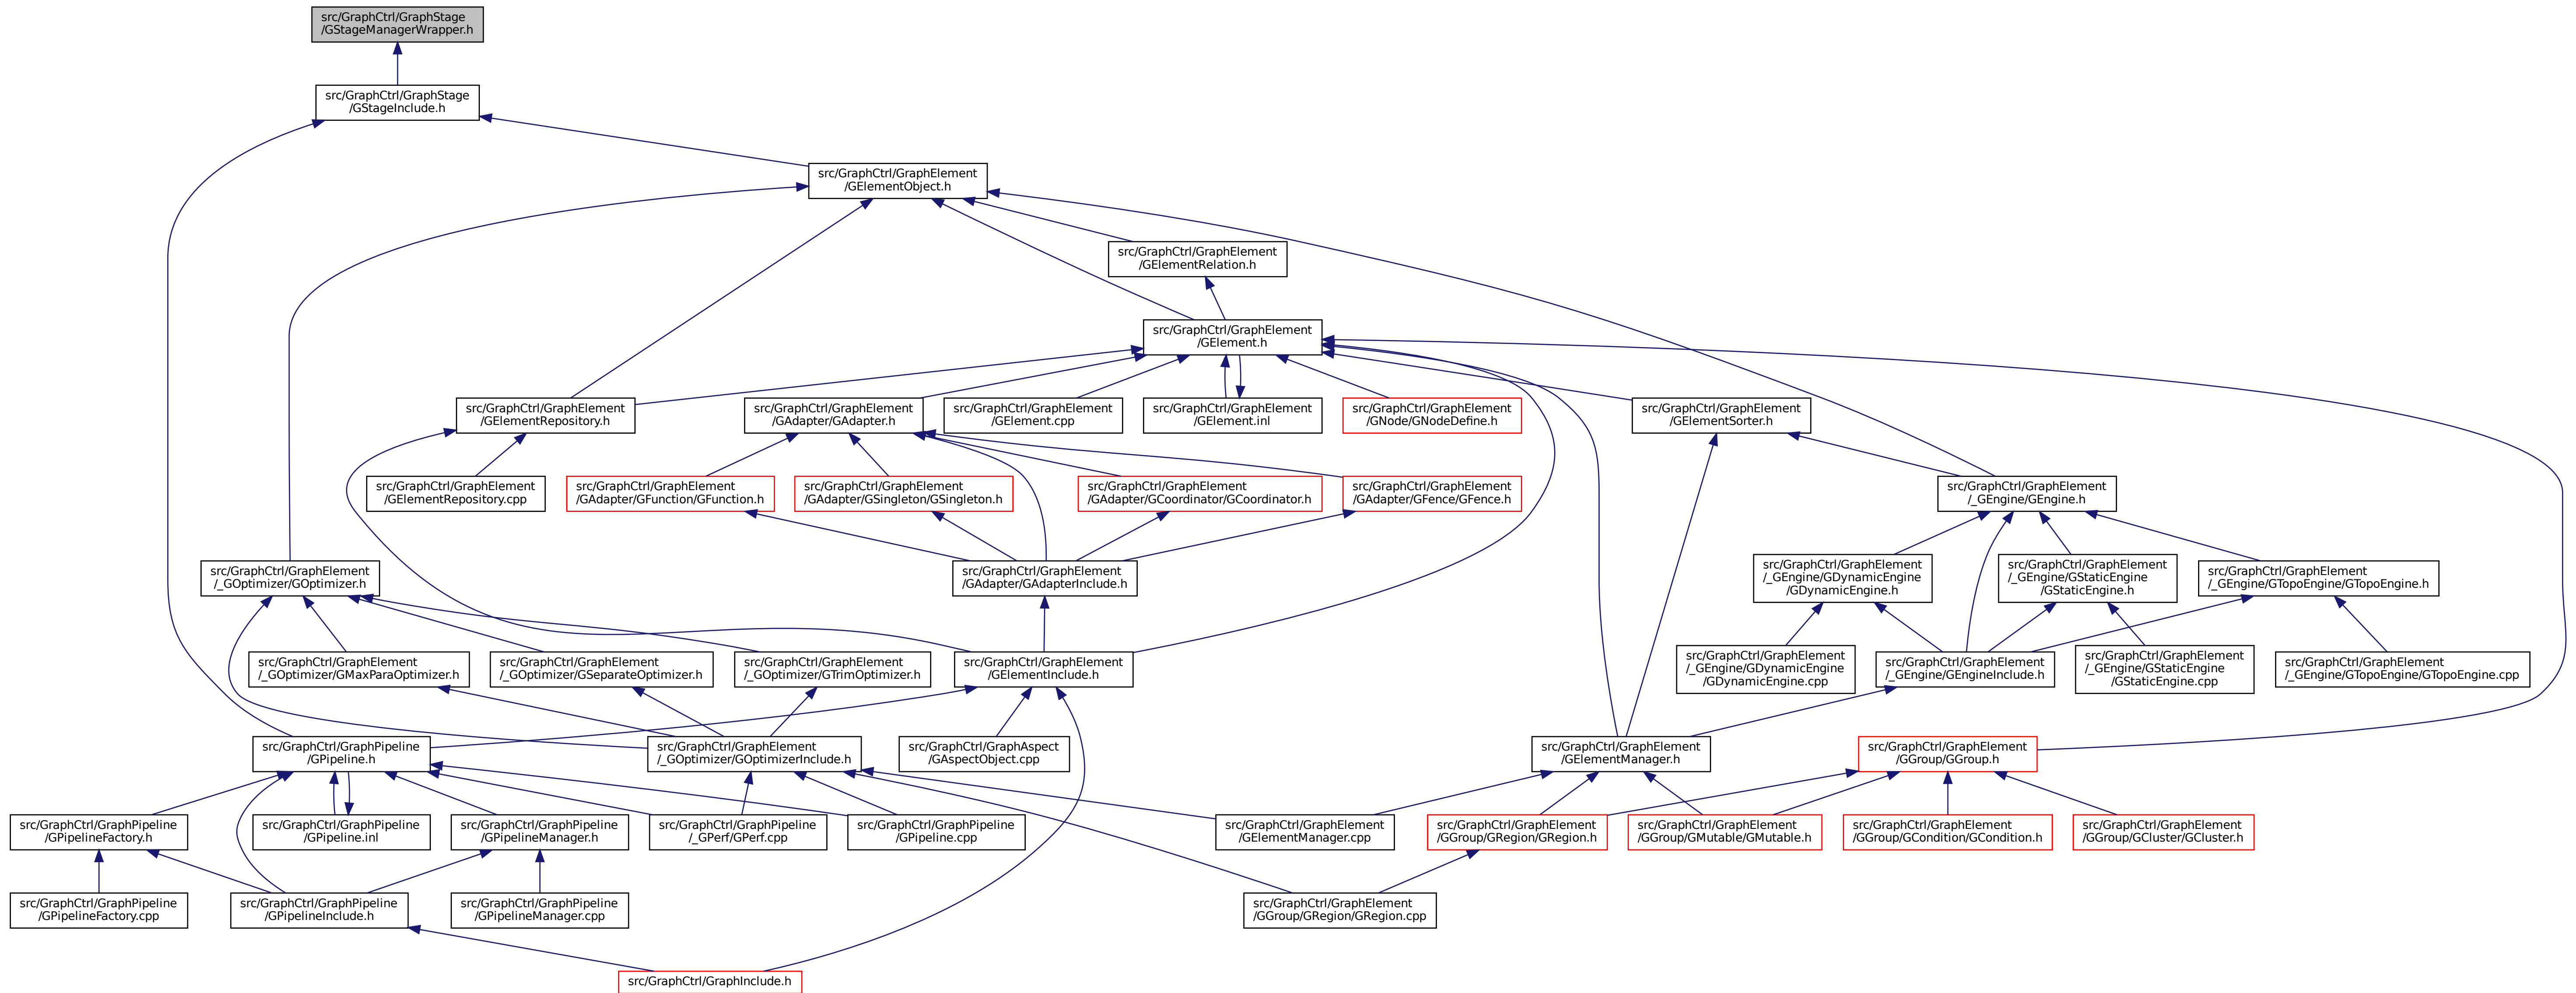 src/GraphCtrl/GraphStage
/GStageManagerWrapper.h
src/GraphCtrl/GraphStage
/GStageInclude.h
src/GraphCtrl/GraphElement
/GElementObject.h
src/GraphCtrl/GraphElement
/GElementRelation.h
src/GraphCtrl/GraphElement
/GElement.h
src/GraphCtrl/GraphElement
/GElementRepository.h
src/GraphCtrl/GraphElement
/GAdapter/GAdapter.h
src/GraphCtrl/GraphElement
/GElement.cpp
src/GraphCtrl/GraphElement
/GElement.inl
src/GraphCtrl/GraphElement
/GNode/GNodeDefine.h
src/GraphCtrl/GraphElement
/GElementSorter.h
src/GraphCtrl/GraphElement
/GElementRepository.cpp
src/GraphCtrl/GraphElement
/GAdapter/GFunction/GFunction.h
src/GraphCtrl/GraphElement
/GAdapter/GSingleton/GSingleton.h
src/GraphCtrl/GraphElement
/GAdapter/GCoordinator/GCoordinator.h
src/GraphCtrl/GraphElement
/GAdapter/GFence/GFence.h
src/GraphCtrl/GraphElement
/_GEngine/GEngine.h
src/GraphCtrl/GraphElement
/_GOptimizer/GOptimizer.h
src/GraphCtrl/GraphElement
/GAdapter/GAdapterInclude.h
src/GraphCtrl/GraphElement
/_GEngine/GDynamicEngine
/GDynamicEngine.h
src/GraphCtrl/GraphElement
/_GEngine/GStaticEngine
/GStaticEngine.h
src/GraphCtrl/GraphElement
/_GEngine/GTopoEngine/GTopoEngine.h
src/GraphCtrl/GraphElement
/_GOptimizer/GMaxParaOptimizer.h
src/GraphCtrl/GraphElement
/_GOptimizer/GSeparateOptimizer.h
src/GraphCtrl/GraphElement
/_GOptimizer/GTrimOptimizer.h
src/GraphCtrl/GraphElement
/GElementInclude.h
src/GraphCtrl/GraphElement
/_GEngine/GDynamicEngine
/GDynamicEngine.cpp
src/GraphCtrl/GraphElement
/_GEngine/GEngineInclude.h
src/GraphCtrl/GraphElement
/_GEngine/GStaticEngine
/GStaticEngine.cpp
src/GraphCtrl/GraphElement
/_GEngine/GTopoEngine/GTopoEngine.cpp
src/GraphCtrl/GraphPipeline
/GPipeline.h
src/GraphCtrl/GraphElement
/_GOptimizer/GOptimizerInclude.h
src/GraphCtrl/GraphAspect
/GAspectObject.cpp
src/GraphCtrl/GraphElement
/GElementManager.h
src/GraphCtrl/GraphElement
/GGroup/GGroup.h
src/GraphCtrl/GraphPipeline
/GPipelineFactory.h
src/GraphCtrl/GraphPipeline
/GPipeline.inl
src/GraphCtrl/GraphPipeline
/GPipelineManager.h
src/GraphCtrl/GraphPipeline
/_GPerf/GPerf.cpp
src/GraphCtrl/GraphPipeline
/GPipeline.cpp
src/GraphCtrl/GraphElement
/GElementManager.cpp
src/GraphCtrl/GraphElement
/GGroup/GRegion/GRegion.h
src/GraphCtrl/GraphElement
/GGroup/GMutable/GMutable.h
src/GraphCtrl/GraphElement
/GGroup/GCondition/GCondition.h
src/GraphCtrl/GraphElement
/GGroup/GCluster/GCluster.h
src/GraphCtrl/GraphPipeline
/GPipelineFactory.cpp
src/GraphCtrl/GraphPipeline
/GPipelineInclude.h
src/GraphCtrl/GraphPipeline
/GPipelineManager.cpp
src/GraphCtrl/GraphElement
/GGroup/GRegion/GRegion.cpp
src/GraphCtrl/GraphInclude.h